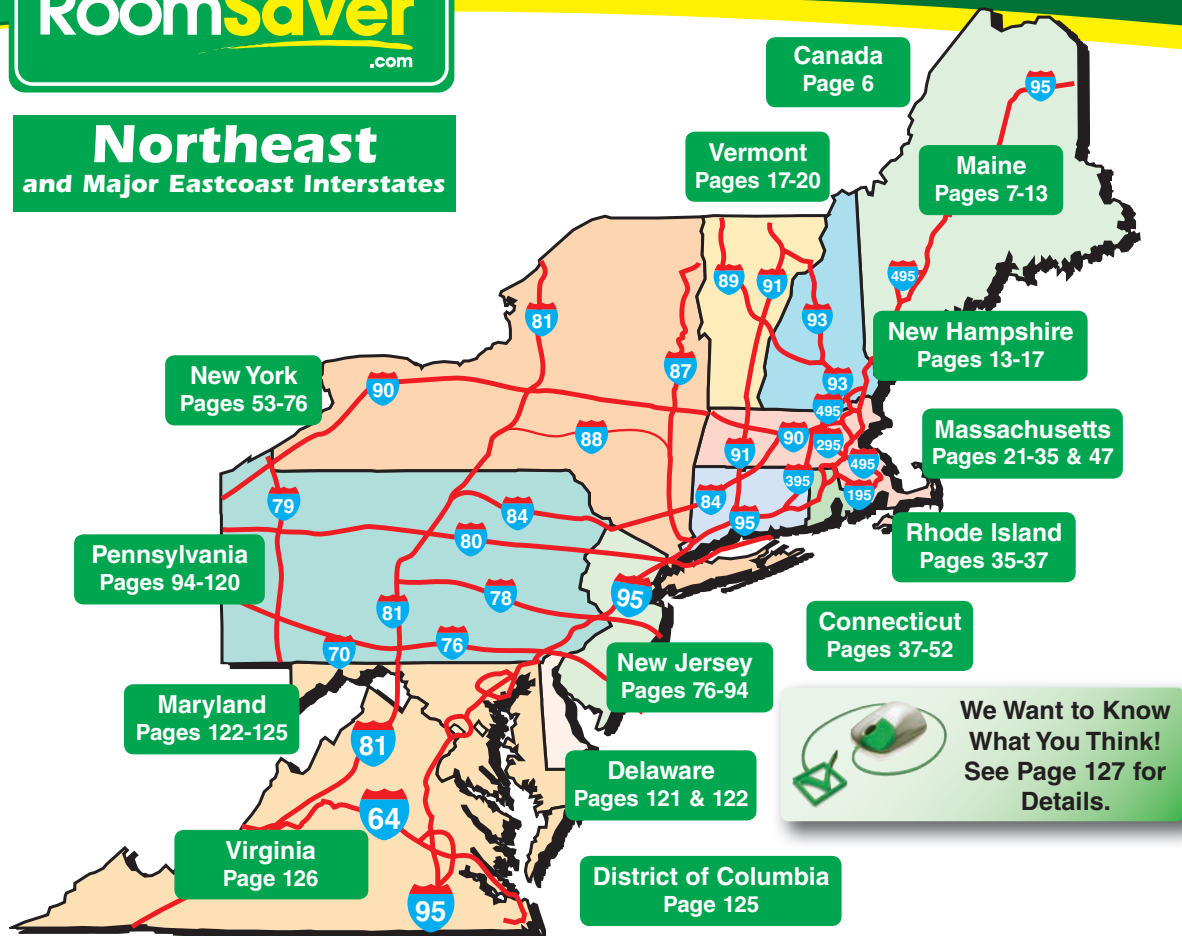 RoomSaver
.com
Northeast
and Major Eastcoast Interstates
Canada
Page 6
Vermont
Pages 17-20
Maine
Pages 7-13
New Hampshire
Pages 13-17
New York
Pages 53-76
Massachusetts
Pages 21-35 & 47
Rhode Island
Pages 35-37
Pennsylvania
Pages 94-120
Connecticut
Pages 37-52
New Jersey
Pages 76-94
Maryland
Pages 122-125
Delaware
Pages 121 & 122
Virginia
Page 126
District of Columbia
Page 125
We Want to Know
What You Think!
See Page 127 for
Details.
95
495
89
91
93
81
87
93
90
495
88
90
295
91
495
395
195
79
84
84
95
80
95
78
81
76
70
81
64
95